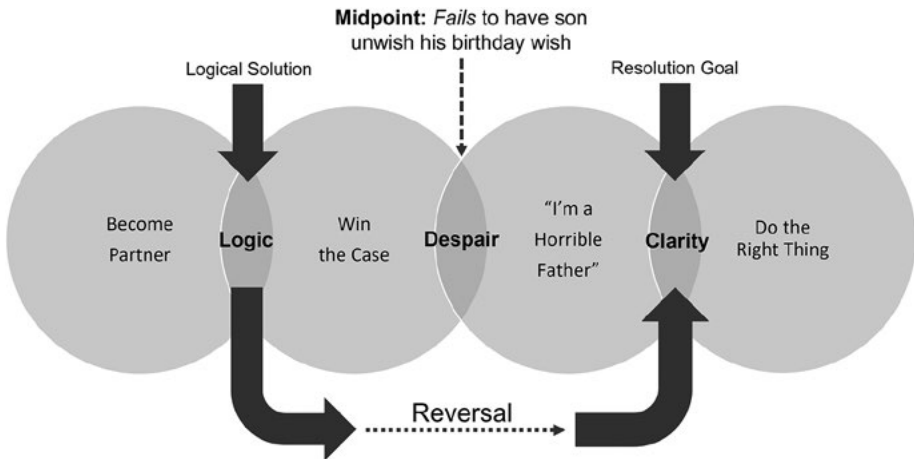 Midpoint: Fails to have son
unwish his birthday wish
Logical Solution
Resolution Goal
Become
Partner
Logic
Win
the Case
Despair
“I’m a
Horrible
Father”
Clarity
Do the
Right Thing
Reversal